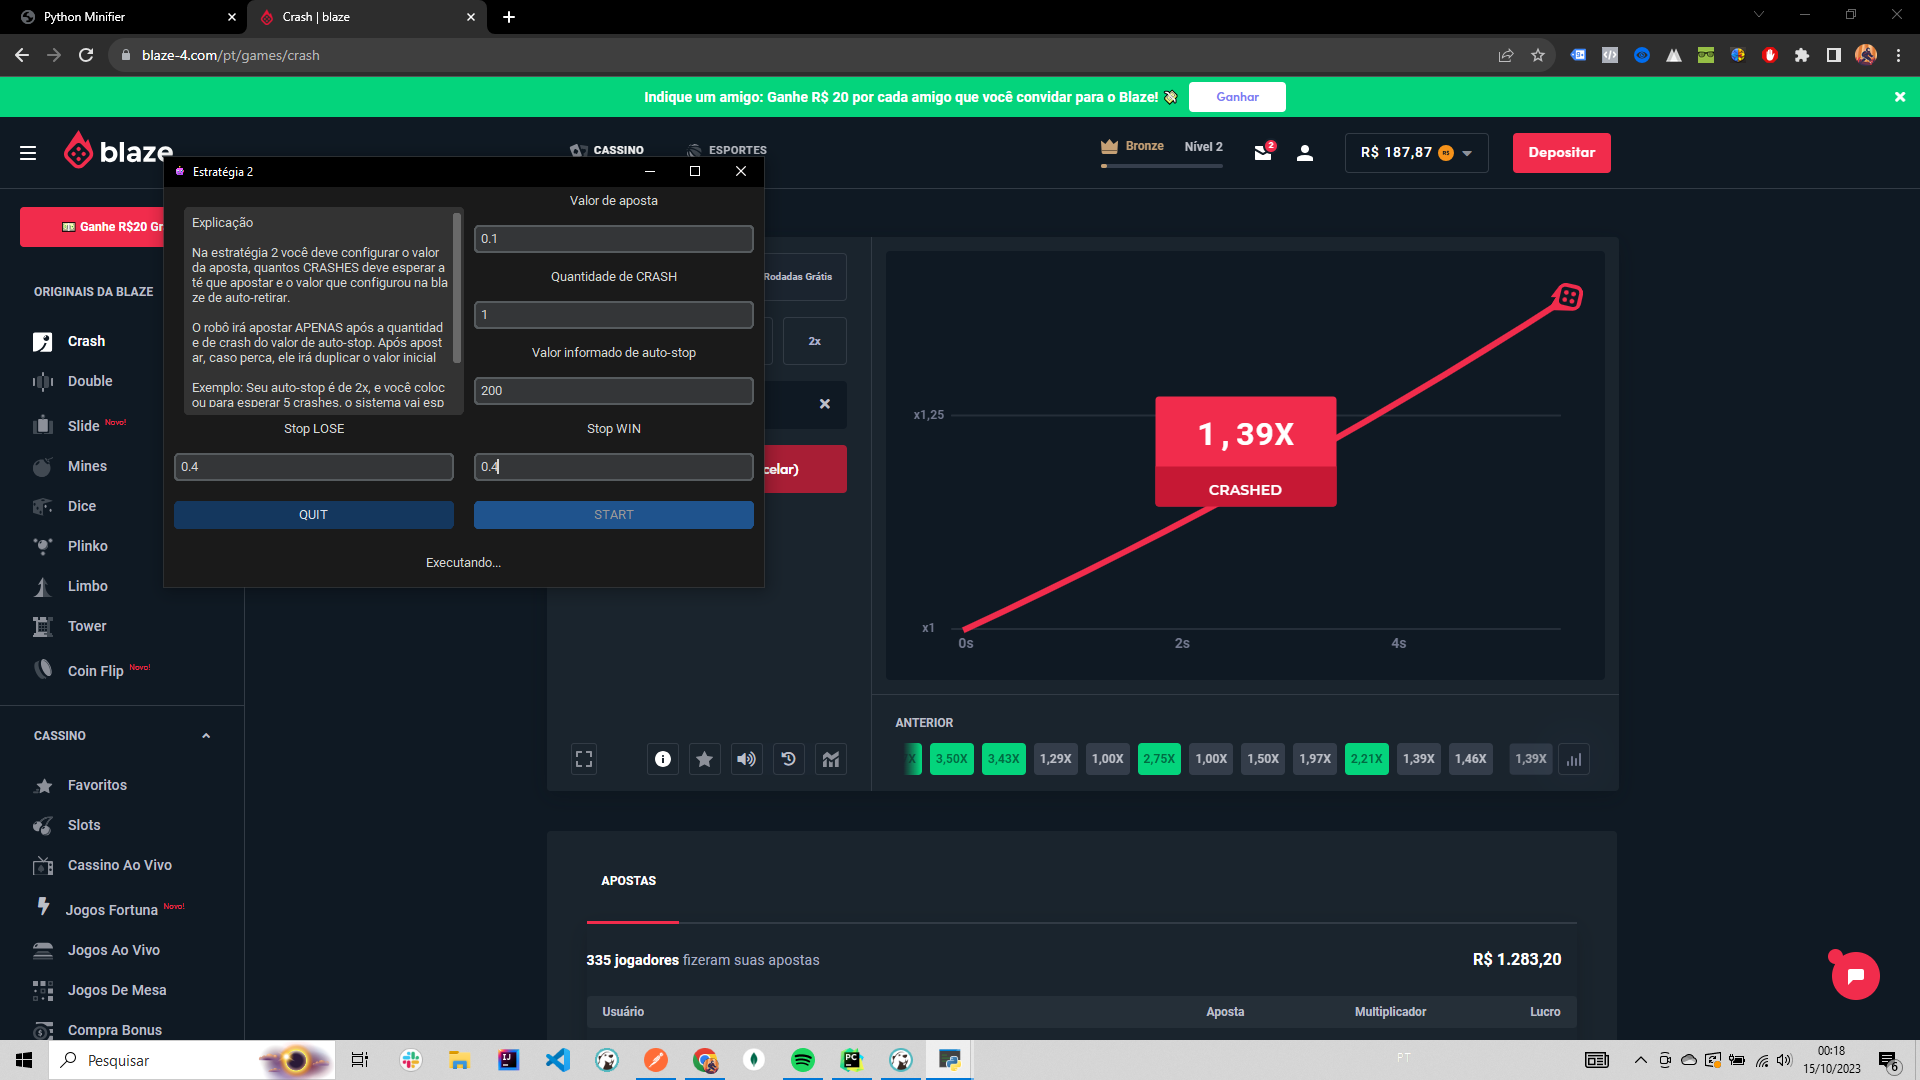 Python Minifier
Crash | blaze
blaze-4.com/pt/games/crash
Indique um amigo: Ganhe R$ 20 por cada amigo que você convidar para o Blaze!
Ganhar
blaze
CASSINO
ESPORTES
Bronze
Nível 2
2
R$ 187,87
R$
Depositar
Estratégia 2
Explicação
Na estratégia 2 você deve configurar o valor
da aposta, quantos CRASHES deve esperar a
té que apostar e o valor que configurou na bla
ze de auto-retirar.
O robô irá apostar APENAS após a quantidad
e de crash do valor de auto-stop. Após apost
ar, caso perca, ele irá duplicar o valor inicial
Exemplo: Seu auto-stop é de 2x, e você coloc
ou para esperar 5 crashes, o sistema vai esp
Valor de aposta
0.1
Quantidade de CRASH
1
Valor informado de auto-stop
200
Stop LOSE
0.4
Stop WIN
0.4
QUIT
START
Executando...
Ganhe R$20 Gr
ORIGINAIS DA BLAZE
Crash
Double
Slide Novo!
Mines
Dice
Plinko
Limbo
Tower
Coin Flip Novo!
CASSINO
Favoritos
Slots
Cassino Ao Vivo
Jogos Fortuna Novo!
Jogos Ao Vivo
Jogos De Mesa
Compra Bonus
Rodadas Grátis
2x
celar)
x1,25
x1
1,39X
CRASHED
0s
2s
4s
ANTERIOR
X
3,50X
3,43X
1,29X
1,00X
2,75X
1,00X
1,50X
1,97X
2,21X
1,39X
1,46X
1,39X
APOSTAS
335 jogadores fizeram suas apostas
R$ 1.283,20
Usuário
Aposta
Multiplicador
Lucro
Pesquisar
IJ
PC
PT
00:18
15/10/2023
6